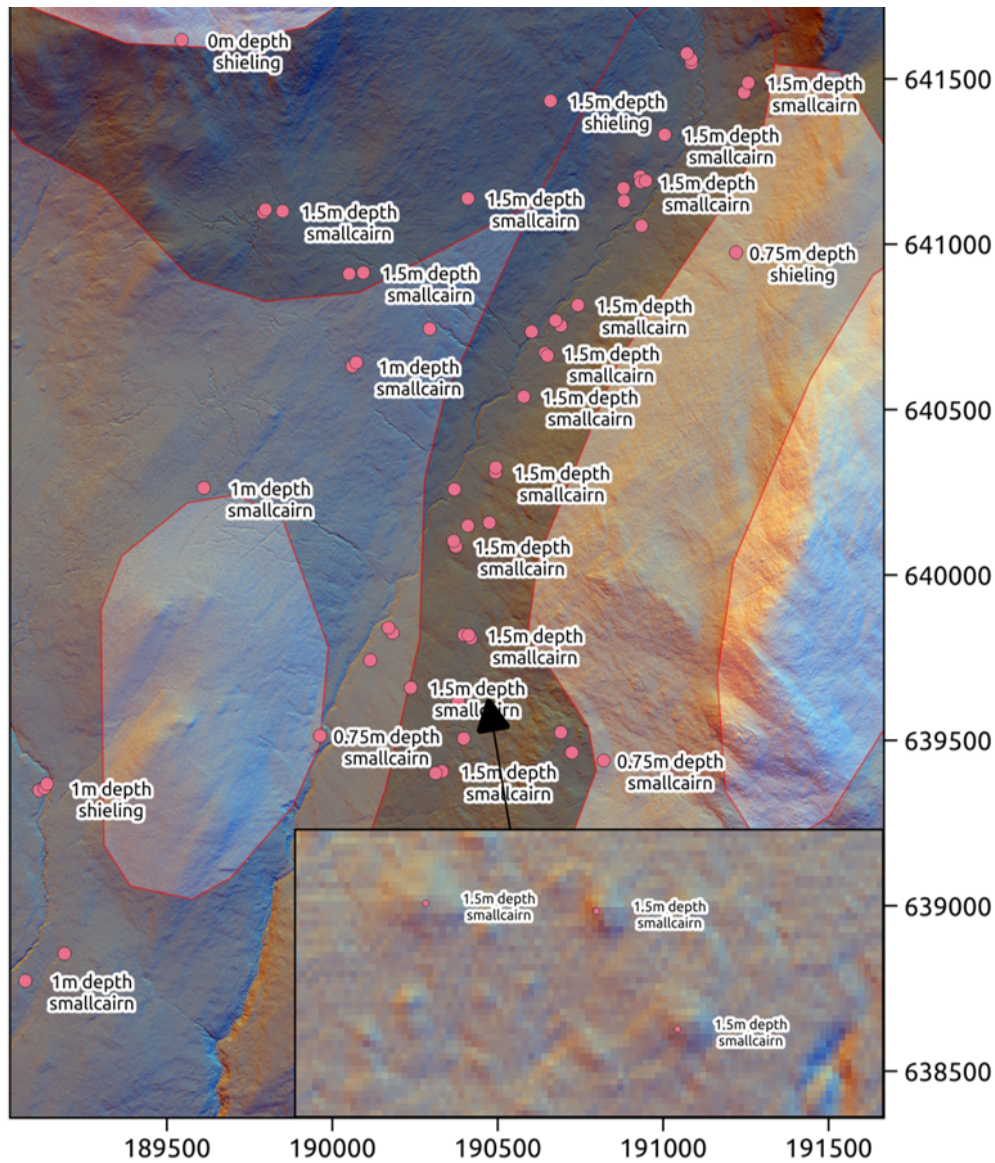 0m depth
shieling
641500
1.5m depth
smallcairn
1.5m depth
shieling
1.5m depth
smallcairn
1.5m depth
smallcairn
1.5m depth
smallcairn
1.5m depth
smallcairn
641000
0.75m depth
shieling
1.5m depth
smallcairn
1.5m depth
smallcairn
1.5m depth
smallcairn
1m depth
smallcairn
1.5m depth
smallcairn
640500
1.5m depth
smallcairn
1m depth
smallcairn
1.5m depth
smallcairn
640000
1.5m depth
smallcairn
1.5m depth
smallcairn
0.75m depth
smallcairn
639500
0.75m depth
smallcairn
1.5m depth
smallcairn
1m depth
shieling
1.5m depth
smallcairn
1.5m depth
smallcairn
639000
1m depth
smallcairn
1.5m depth
smallcairn
638500
189500
190000
190500
191000
191500